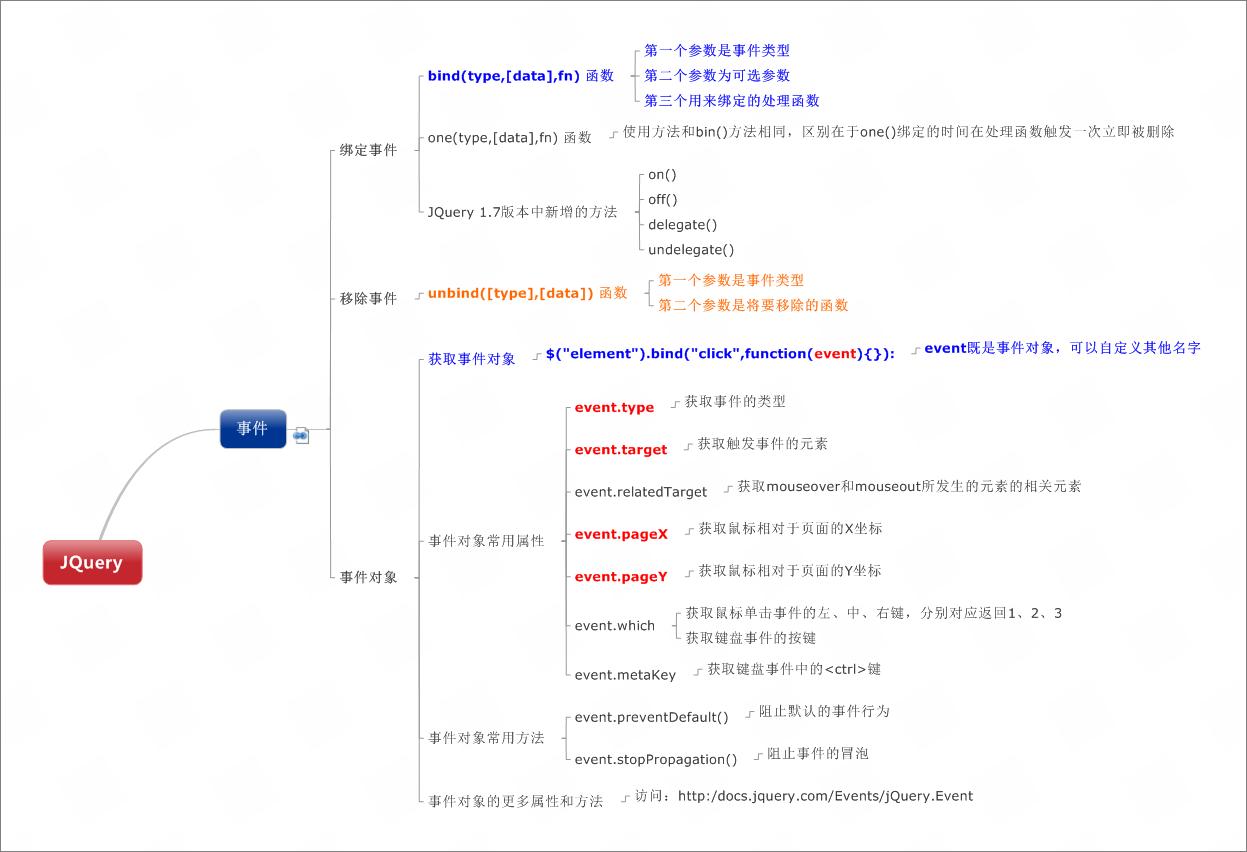 JQuery
事件
绑定事件
bind(type,[data],fn) 函数
第一个参数是事件类型
第二个参数为可选参数
第三个用来绑定的处理函数
one(type,[data],fn) 函数
使用方法和bin()方法相同，区别在于one()绑定的时间在处理函数触发一次立即被删除
JQuery 1.7版本中新增的方法
on()
off()
delegate()
undelegate()
移除事件
unbind([type],[data]) 函数
第一个参数是事件类型
第二个参数是将要移除的函数
事件对象
获取事件对象
$("element").bind("click",function(event){}):
event既是事件对象，可以自定义其他名字
事件对象常用属性
event.type
获取事件的类型
event.target
获取触发事件的元素
event.relatedTarget
获取mouseover和mouseout所发生的元素的相关元素
event.pageX
获取鼠标相对于页面的X坐标
event.pageY
获取鼠标相对于页面的Y坐标
event.which
获取鼠标单击事件的左、中、右键，分别对应返回1、2、3
获取键盘事件的按键
event.metaKey
获取键盘事件中的<ctrl>键
事件对象常用方法
event.preventDefault()
阻止默认的事件行为
event.stopPropagation()
阻止事件的冒泡
事件对象的更多属性和方法
访问：http:/docs.jquery.com/Events/jQuery.Event